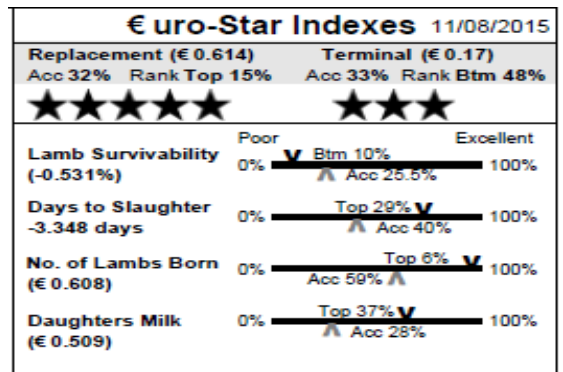 € uro-Star Indexes 11/08/2015
Replacement (€ 0.614) Terminal (€ 0.17)
Acc 32% Rank Top 15% Acc 33% Rank Btm 48%
Poor Excellent
Lamb Survivability 0% Btm 10% 100%
(-0.531%) Acc 25.5%
Days to Slaughter 0% Top 29% 100%
-3.348 days Acc 40%
No. of Lambs Born 0% Top 6% 100%
(€ 0.608) Acc 59%
Daughters Milk 0% Top 37% 100%
(€ 0.509) Acc 28%